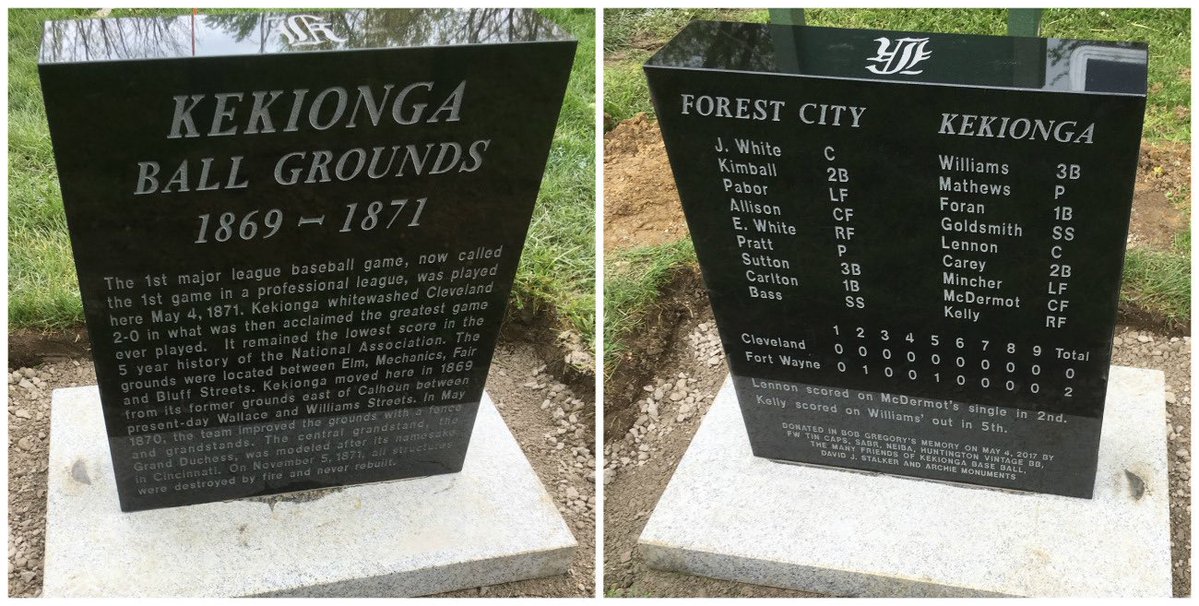 KEKIONGA
BALL GROUNDS
1869 – 1871
The 1st major league baseball game, now called
the 1st game in a professional league, was played
here May 4, 1871. Kekionga whitewashed Cleveland
2-0 in what was then acclaimed the greatest game
ever played. It remained the lowest score in the
5 year history of the National Association. The
grounds were located between Elm, Mechanics, Fair
and Bluff Streets. Kekionga moved here in 1869
from its former grounds east of Calhoun between
present-day Wallace and Williams Streets. In May
1870, the team improved the grounds with a fence
and grandstands. The central grandstand, the
Grand Duchess, was modeled after its namesake
in Cincinnati. On November 5, 1871, all structures
were destroyed by fire and never rebuilt.
FOREST CITY
J. White C
Kimball 2B
Pabor LF
Allison CF
E. White RF
Pratt P
Sutton 3B
Carlton 1B
Bass SS
KEKIONGA
Williams 3B
Mathews P
Foran 1B
Goldsmith SS
Lennon C
Carey 2B
Mincher LF
McDermot CF
Kelly RF
1 2 3 4 5 6 7 8 9 Total
Cleveland 0 0 0 0 0 0 0 0 0 0
Fort Wayne 0 1 0 0 1 0 0 0 0 2
Lennon scored on McDermot's single in 2nd.
Kelly scored on Williams' out in 5th.
DONATED IN BOB GREGORY'S MEMORY ON MAY 4, 2017 BY
FW TIN CAPS, SABR, NEIBA, HUNTINGTON VINTAGE BB,
THE MANY FRIENDS OF KEKIONGA BASE BALL,
DAVID J. STALKER AND ARCHIE MONUMENTS